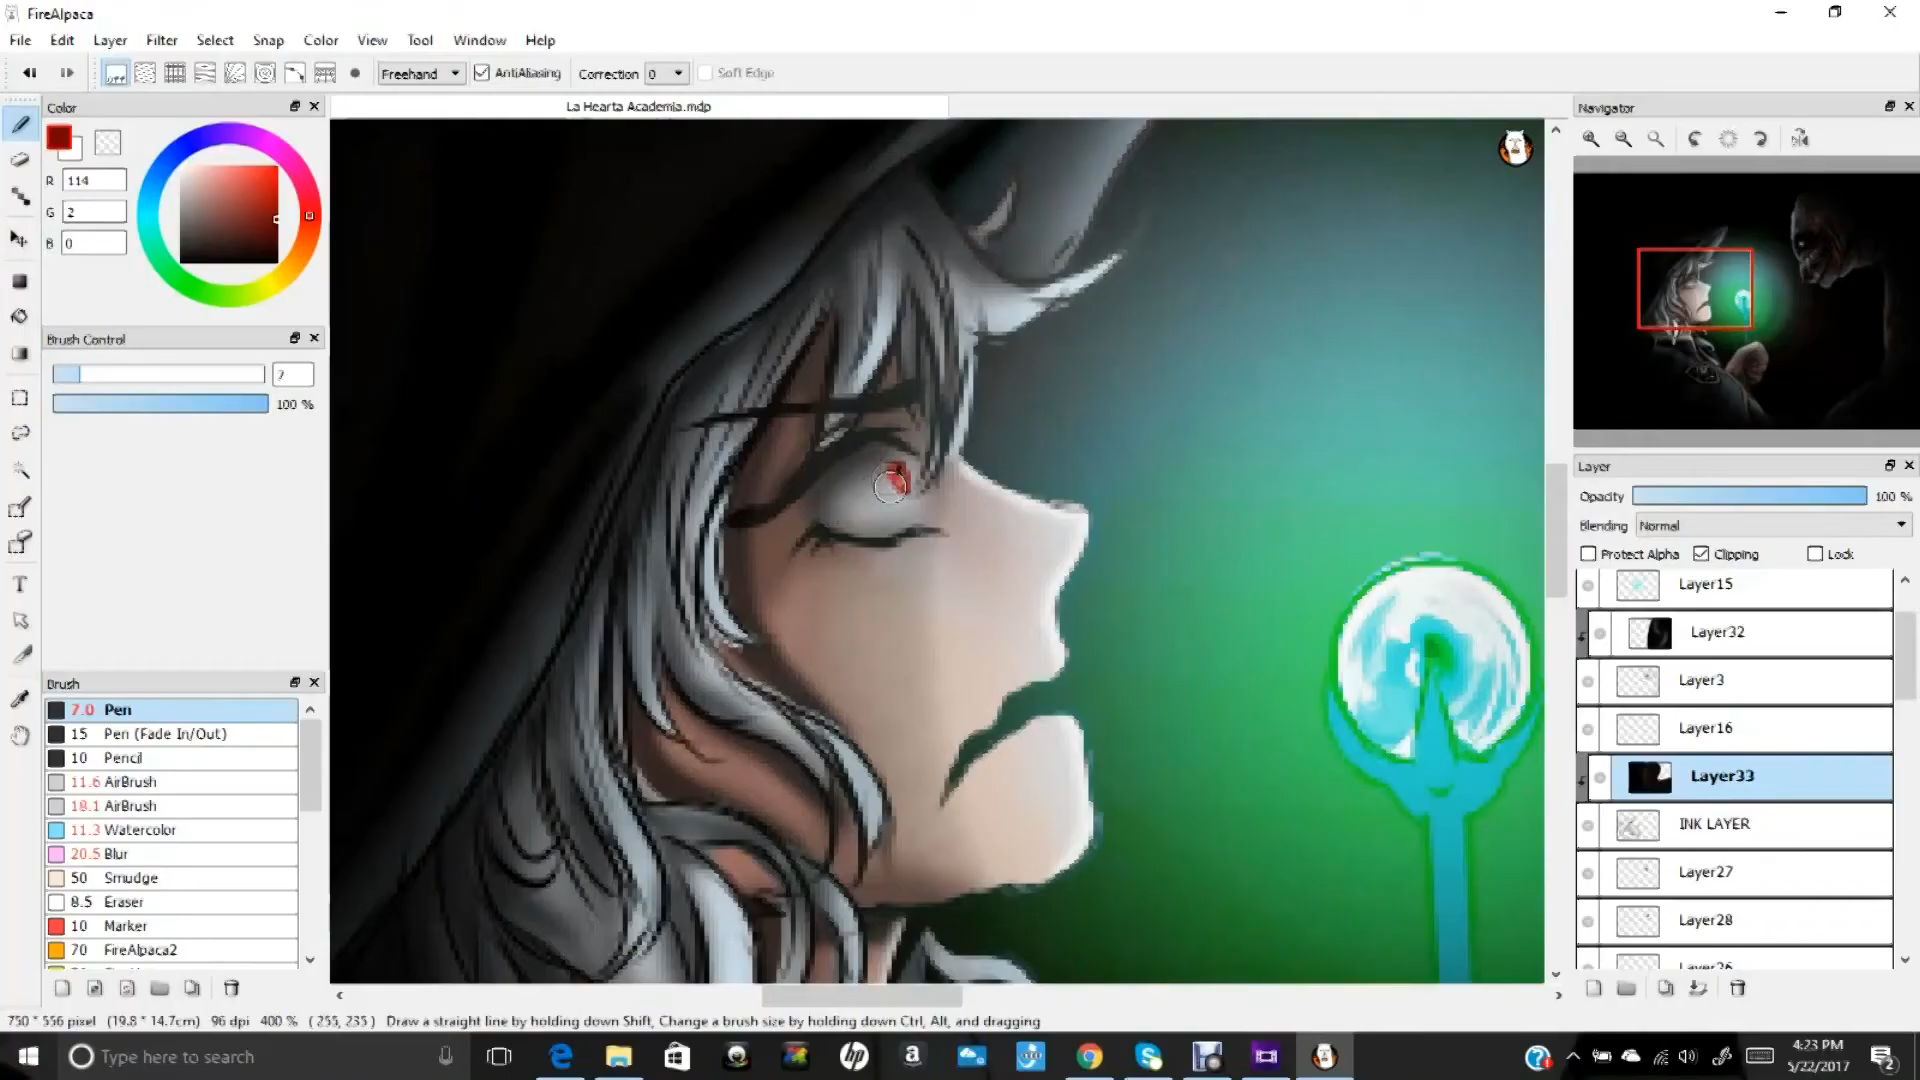 FireAlpaca
File Edit Layer Filter Select Snap Color View Tool Window Help
OFF Freehand AntiAliasing Correction 0 Soft Edge
Color
R 114
G 2
B 0
Brush Control
7
100 %
Brush
7.0 Pen
15 Pen (Fade In/Out)
10 Pencil
11.6 AirBrush
18.1 AirBrush
11.3 Watercolor
20.5 Blur
50 Smudge
8.5 Eraser
10 Marker
70 FireAlpaca2
La Hearta Academia.mdp
Navigator
Layer
Opacity 100 %
Blending Normal
Protect Alpha Clipping Lock
Layer15
Layer32
Layer3
Layer16
Layer33
INK LAYER
Layer27
Layer28
Layer26
750 * 556 pixel (19.8 * 14.7cm) 96 dpi 400 % ( 255, 235 ) Draw a straight line by holding down Shift, Change a brush size by holding down Ctrl, Alt, and dragging
Type here to search
hp
a
4:23 PM
5/22/2017
2